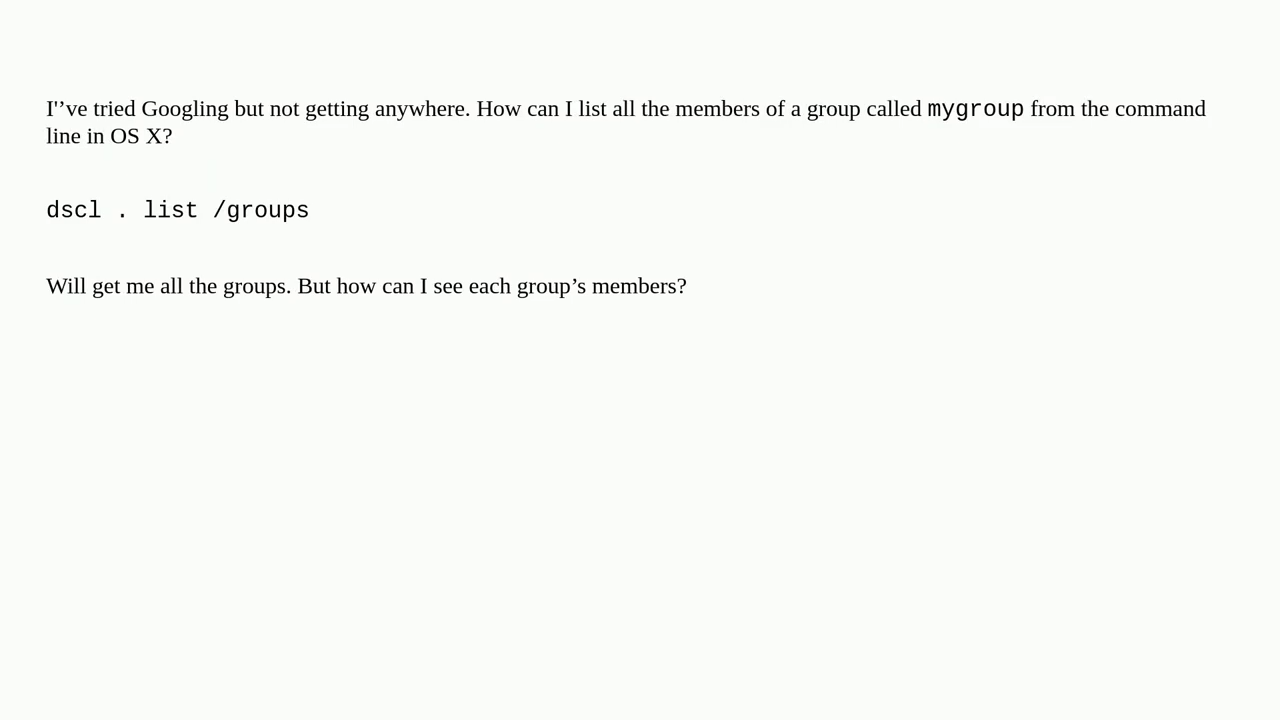 I'’ve tried Googling but not getting anywhere. How can I list all the members of a group called mygroup from the command
line in OS X?
dscl . list /groups
Will get me all the groups. But how can I see each group’s members?